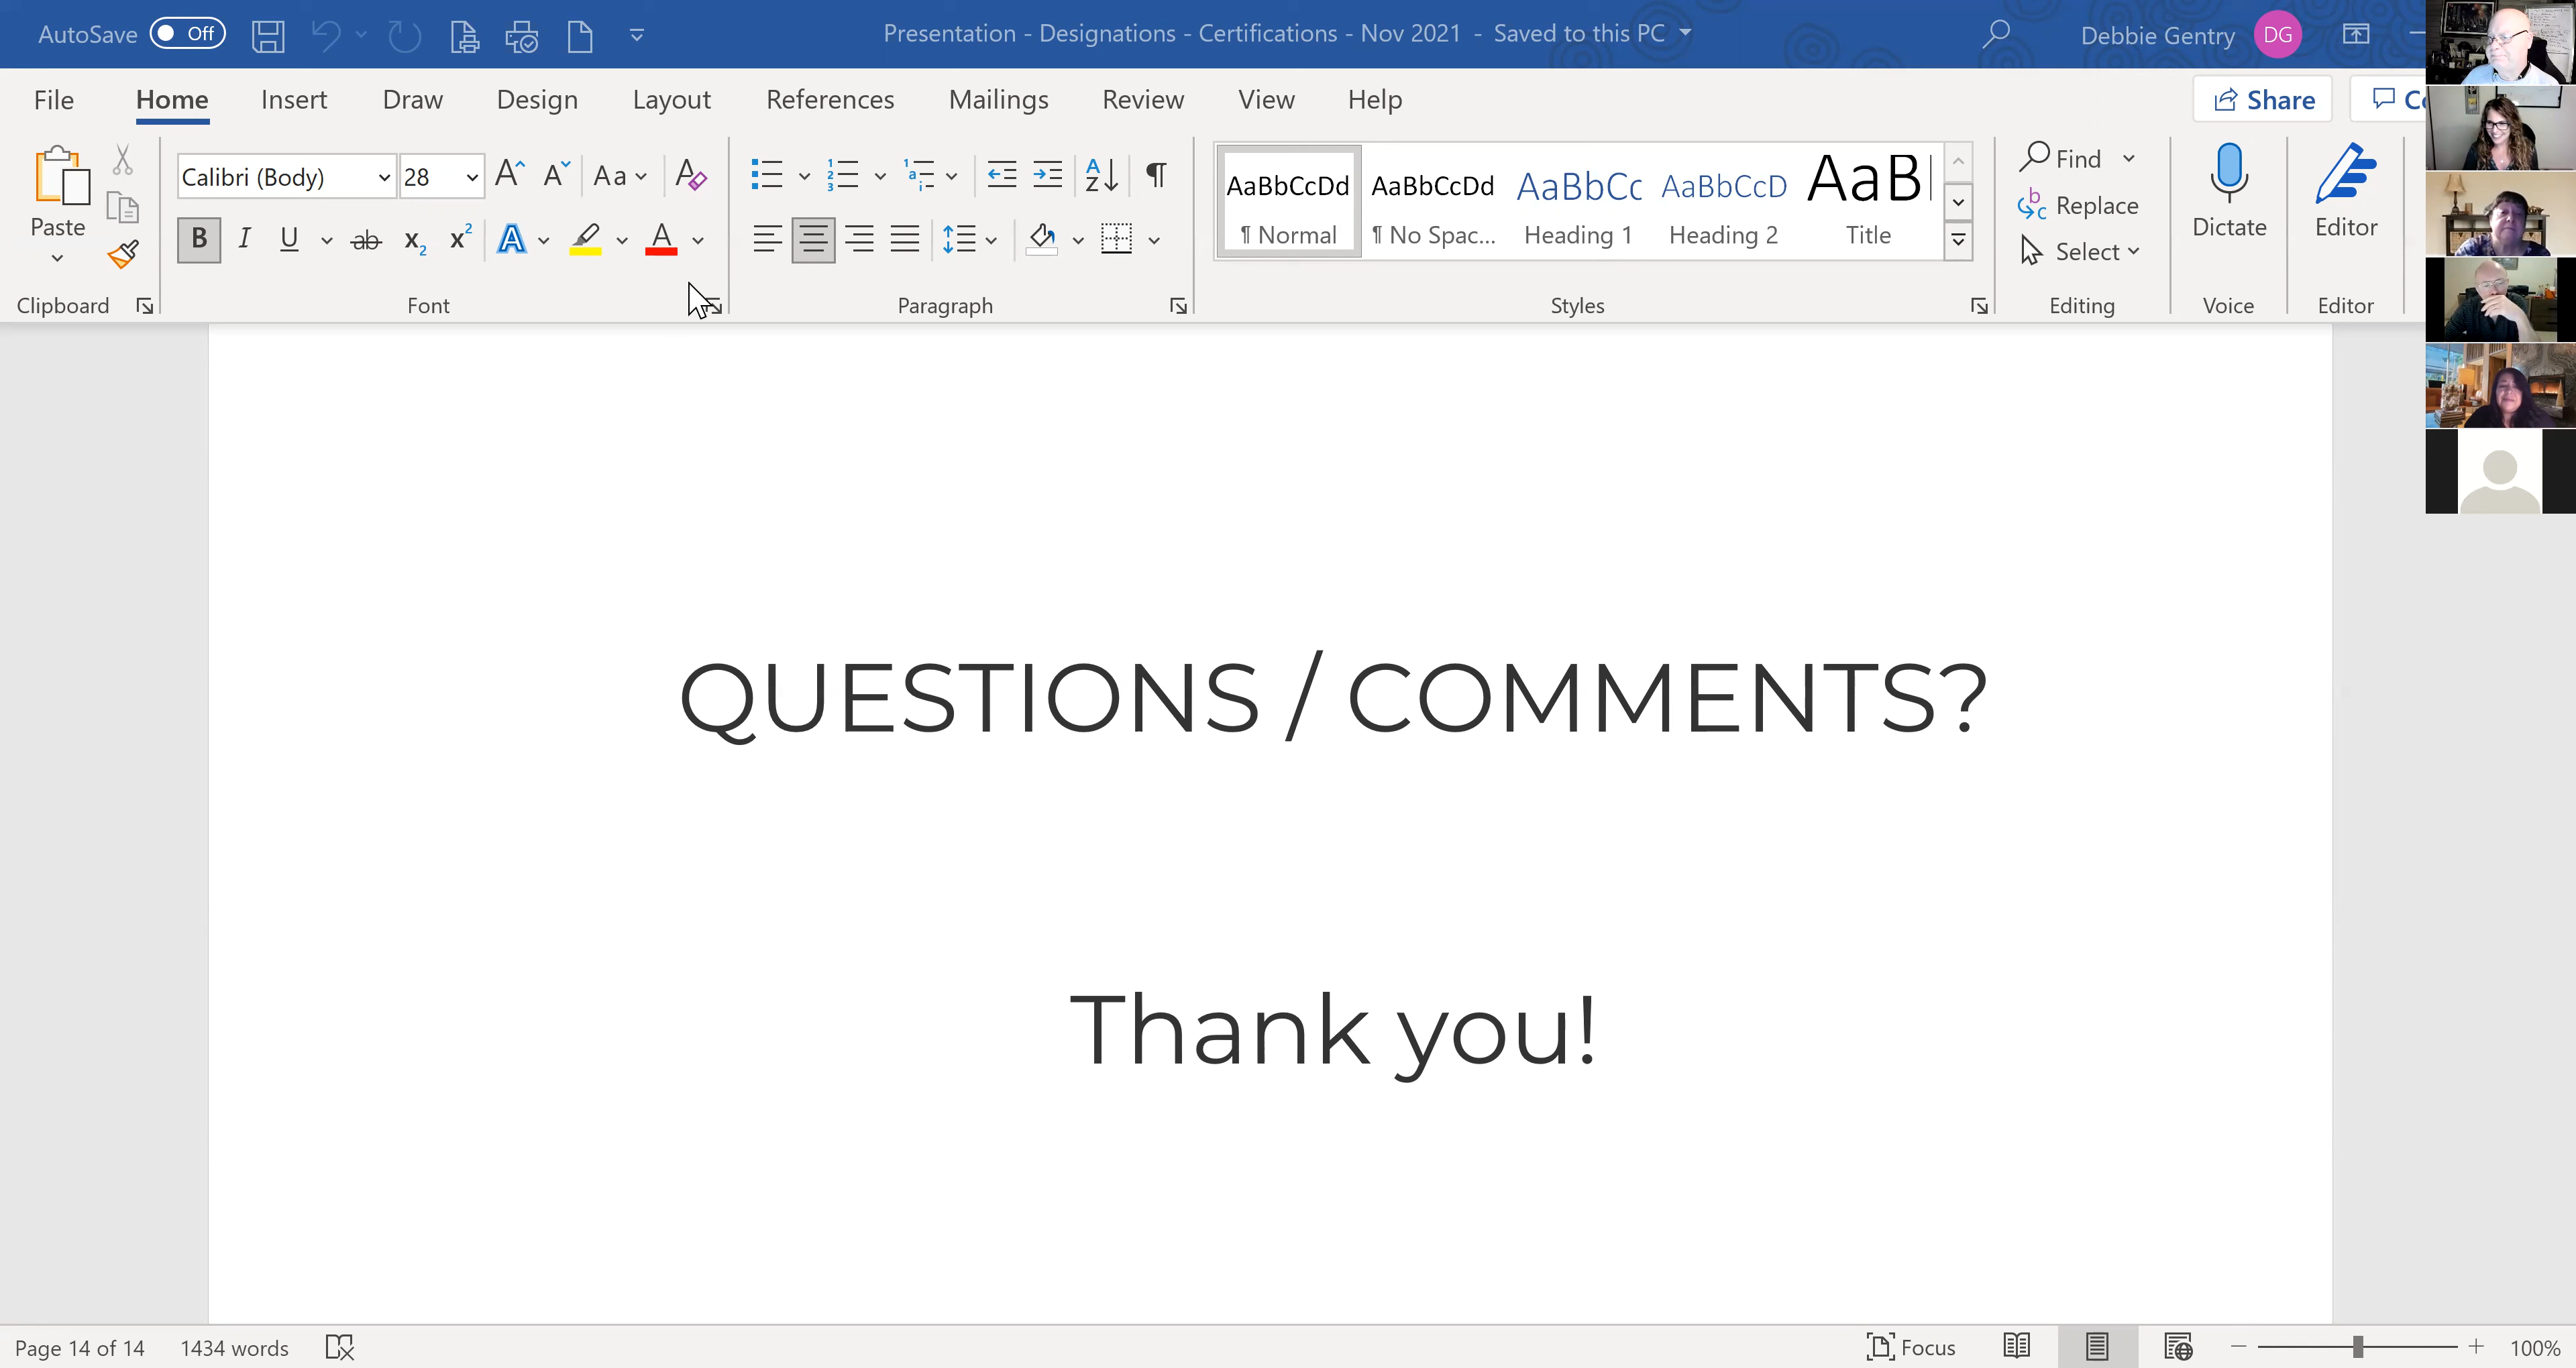 AutoSave Off Presentation - Designations - Certifications - Nov 2021 - Saved to this PC Debbie Gentry DG
File Home Insert Draw Design Layout References Mailings Review View Help Share
Calibri (Body) 28 Aa
AaBbCcDd AaBbCcDd AaBbCc AaBbCcD AaB
Find
Paste
Replace
Dictate Editor
¶ Normal ¶ No Spac... Heading 1 Heading 2 Title
Select
Clipboard Font Paragraph Styles Editing Voice Editor
QUESTIONS / COMMENTS?
Thank you!
Page 14 of 14 1434 words Focus 100%